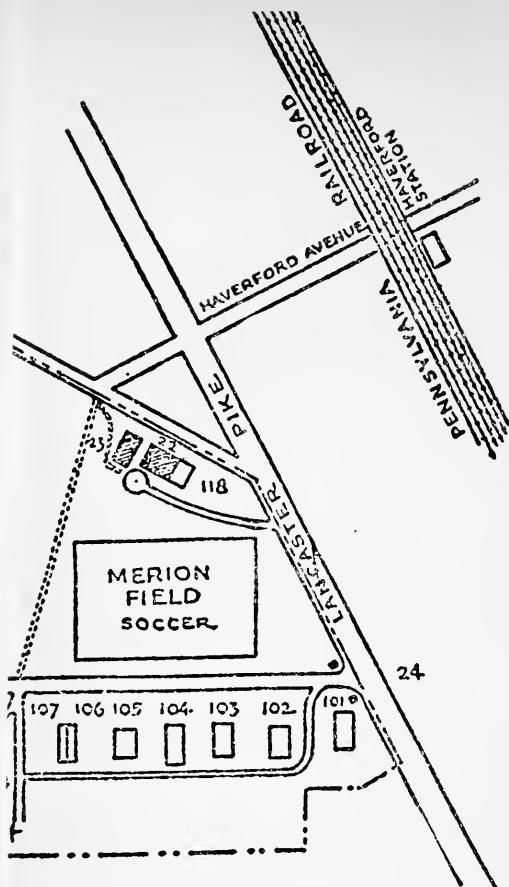 RAILROAD
HAVERFORD
STATION
HAVERFORD AVENUE
PENNSYLVANIA
PIKE
LANCASTER
23
22
118
MERION
FIELD
SOCCER
24
107 106 105 104. 103 102 101